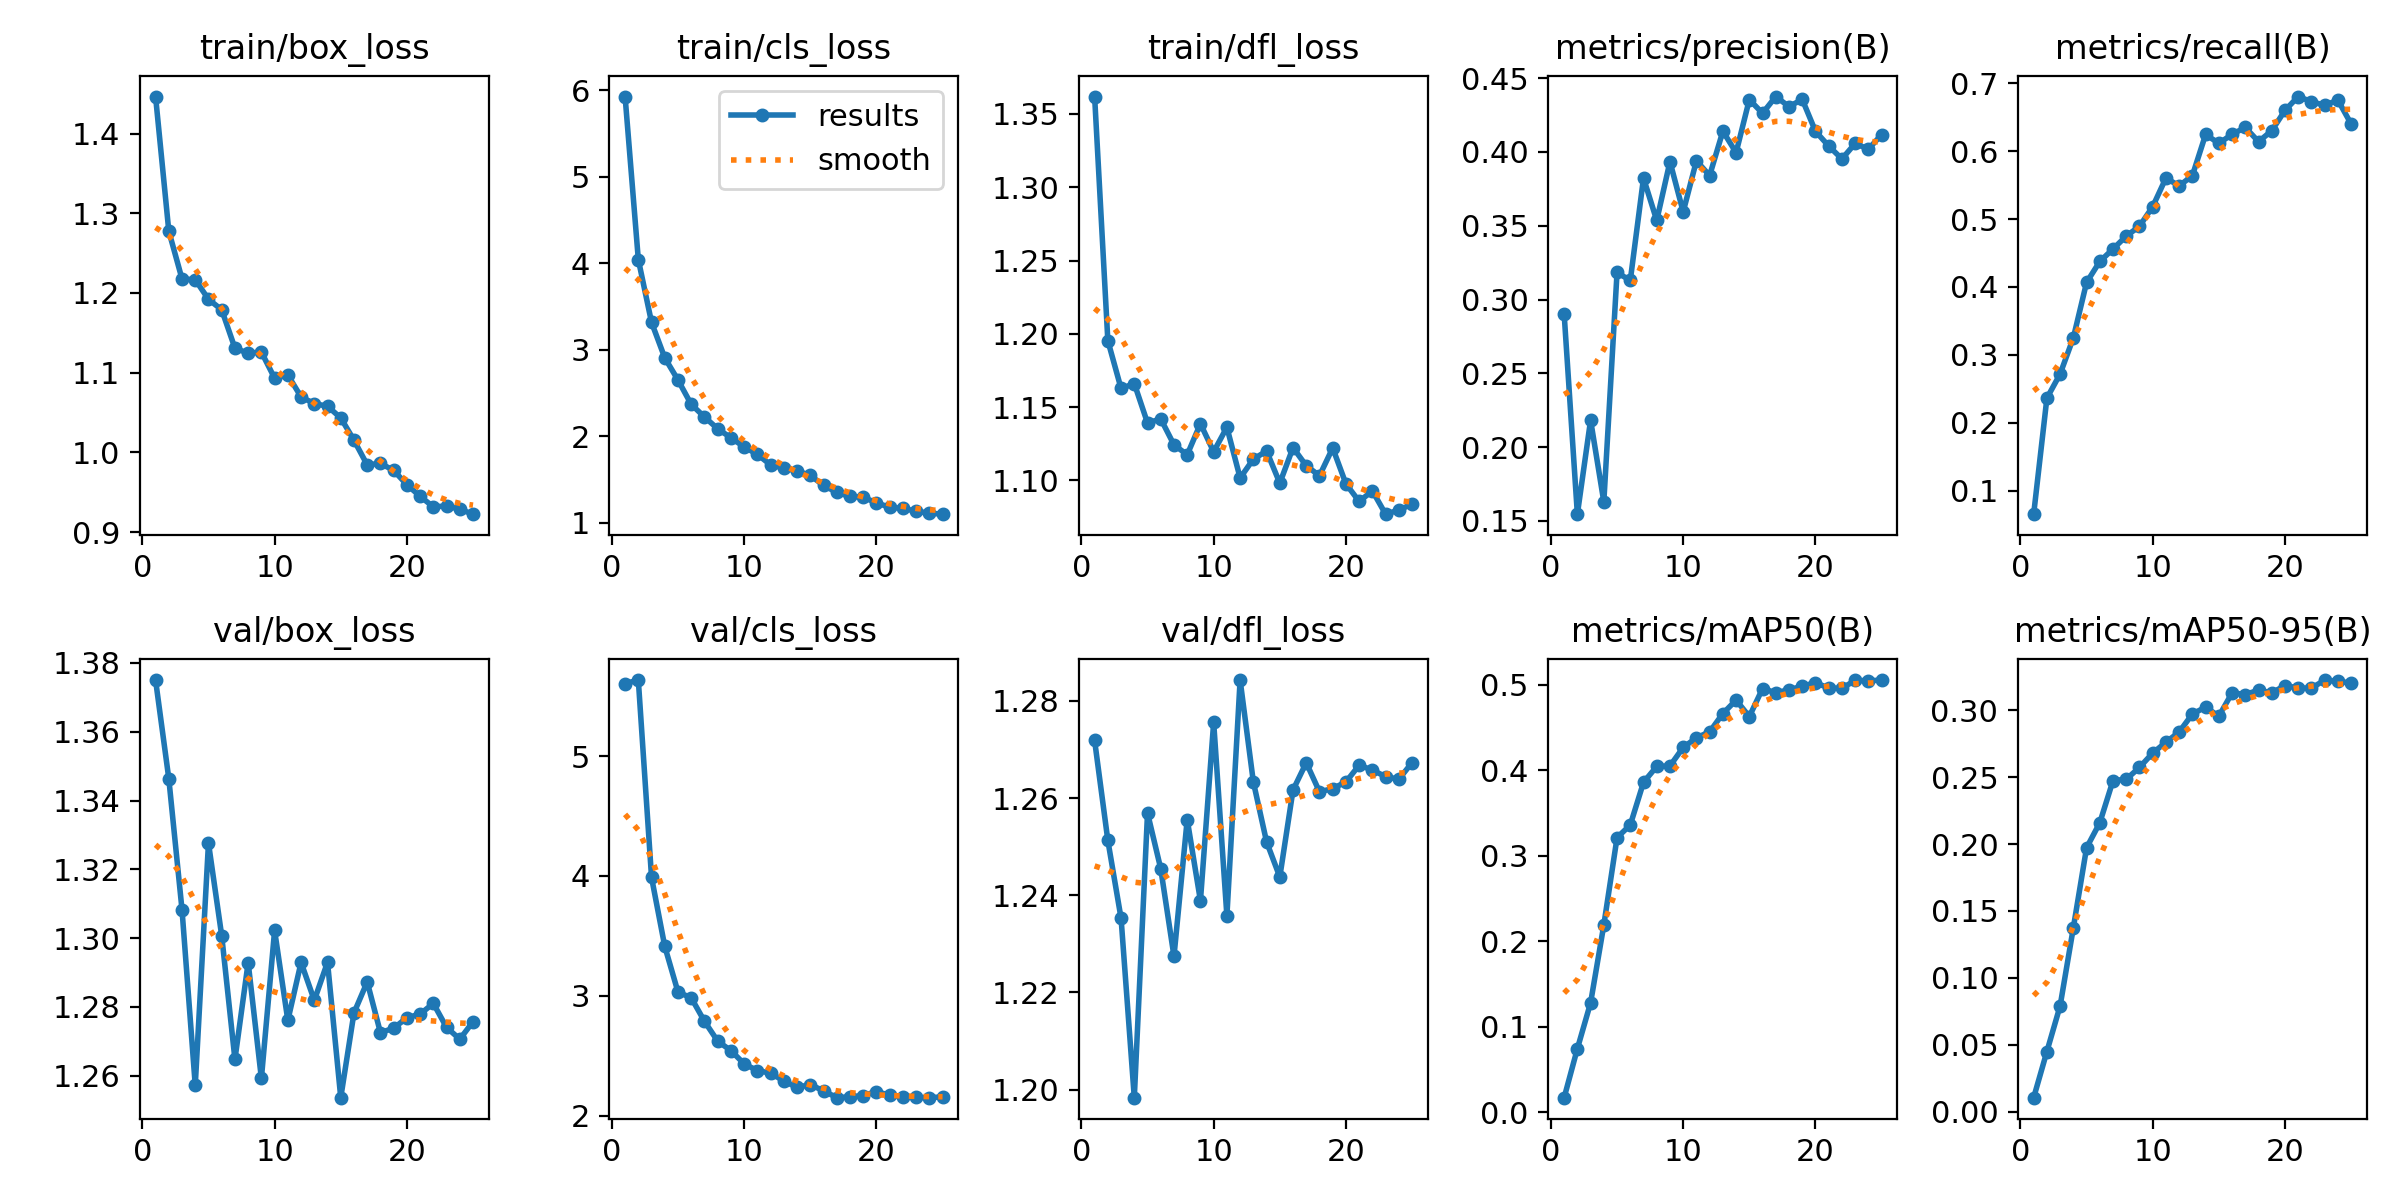 train/box_loss
1.4
1.3
1.2
1.1
1.0
0.9
0 10 20
train/cls_loss
results
smooth
6
5
4
3
2
1
0 10 20
train/dfl_loss
1.35
1.30
1.25
1.20
1.15
1.10
0 10 20
metrics/precision(B)
0.45
0.40
0.35
0.30
0.25
0.20
0.15
0 10 20
metrics/recall(B)
0.7
0.6
0.5
0.4
0.3
0.2
0.1
0 10 20
val/box_loss
1.38
1.36
1.34
1.32
1.30
1.28
1.26
0 10 20
val/cls_loss
5
4
3
2
0 10 20
val/dfl_loss
1.28
1.26
1.24
1.22
1.20
0 10 20
metrics/mAP50(B)
0.5
0.4
0.3
0.2
0.1
0.0
0 10 20
metrics/mAP50-95(B)
0.30
0.25
0.20
0.15
0.10
0.05
0.00
0 10 20